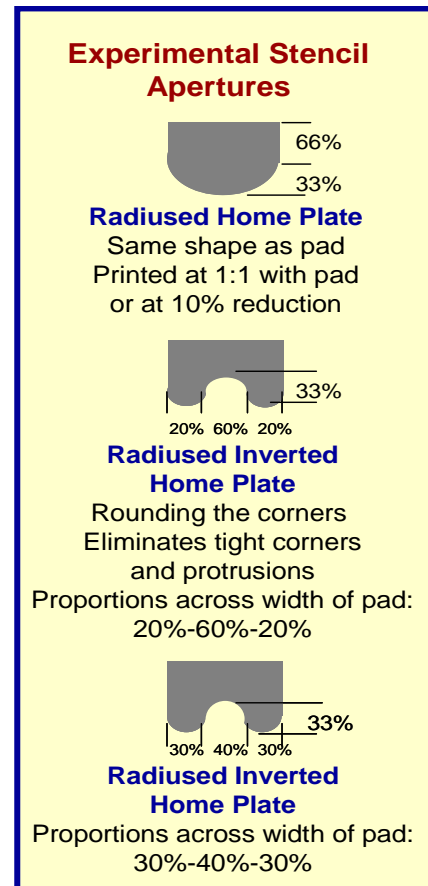 Experimental Stencil
Apertures
66%
33%
Radiused Home Plate
Same shape as pad
Printed at 1:1 with pad
or at 10% reduction
33%
20% 60% 20%
Radiused Inverted
Home Plate
Rounding the corners
Eliminates tight corners
and protrusions
Proportions across width of pad:
20%-60%-20%
33%
30% 40% 30%
Radiused Inverted
Home Plate
Proportions across width of pad:
30%-40%-30%